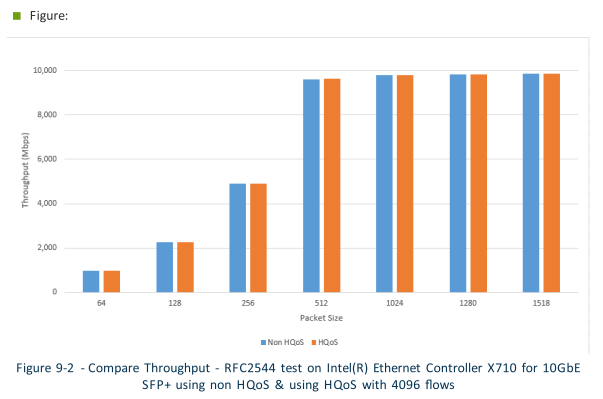 Figure:
10,000
8,000
6,000
4,000
2,000
0
Throughput (Mbps)
64 128 256 512 1024 1280 1518
Packet Size
Non HQoS HQoS
Figure 9-2 - Compare Throughput - RFC2544 test on Intel(R) Ethernet Controller X710 for 10GbE
SFP+ using non HQoS & using HQoS with 4096 flows